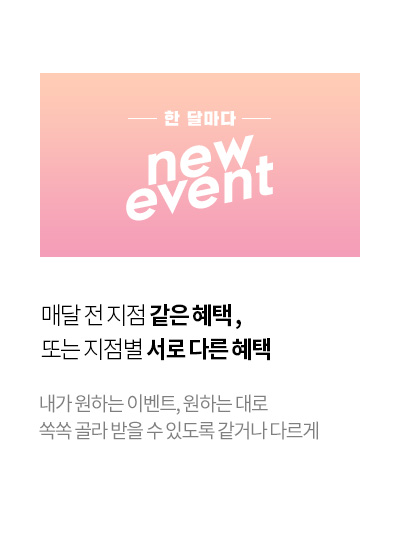 한 달마다
new
event
매달 전 지점 같은 혜택,
또는 지점별 서로 다른 혜택
내가 원하는 이벤트, 원하는 대로
쏙쏙 골라 받을 수 있도록 같거나 다르게